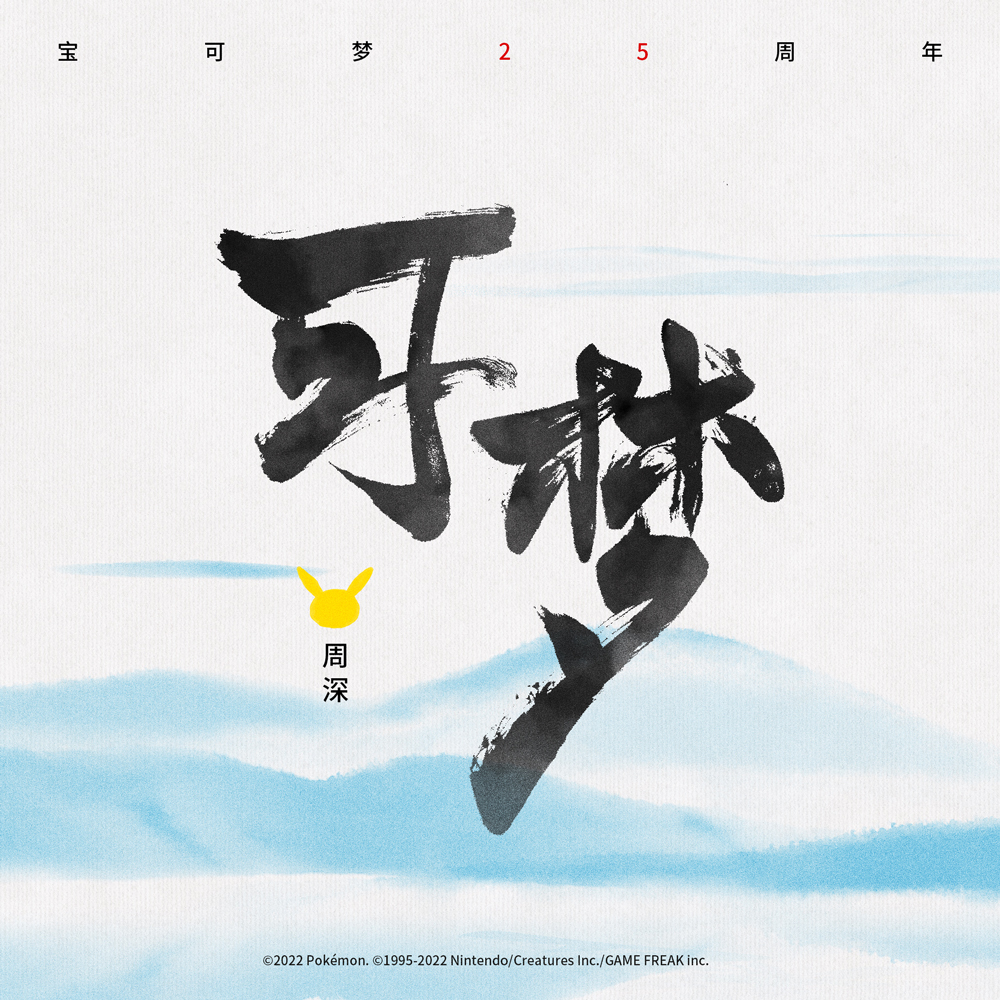 宝可梦25周年
可梦
周深
©2022 Pokémon. ©1995-2022 Nintendo/Creatures Inc./GAME FREAK inc.